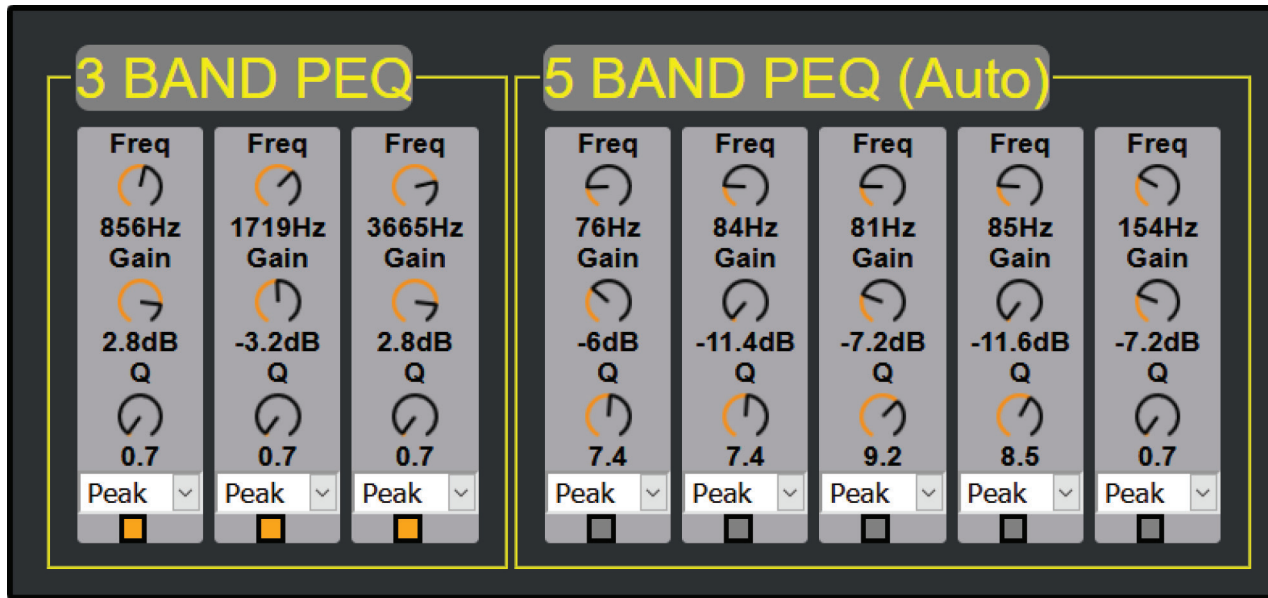 3 BAND PEQ 5 BAND PEQ (Auto)
Freq Freq Freq Freq Freq Freq Freq Freq
856Hz 1719Hz 3665Hz 76Hz 84Hz 81Hz 85Hz 154Hz
Gain Gain Gain Gain Gain Gain Gain Gain
2.8dB -3.2dB 2.8dB -6dB -11.4dB -7.2dB -11.6dB -7.2dB
Q Q Q Q Q Q Q Q
0.7 0.7 0.7 7.4 7.4 9.2 8.5 0.7
Peak Peak Peak Peak Peak Peak Peak Peak